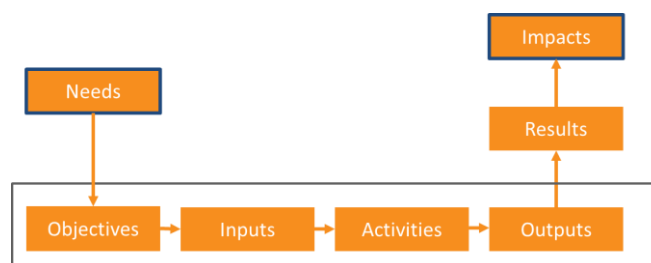 Impacts
Needs
Results
Objectives
Inputs
Activities
Outputs